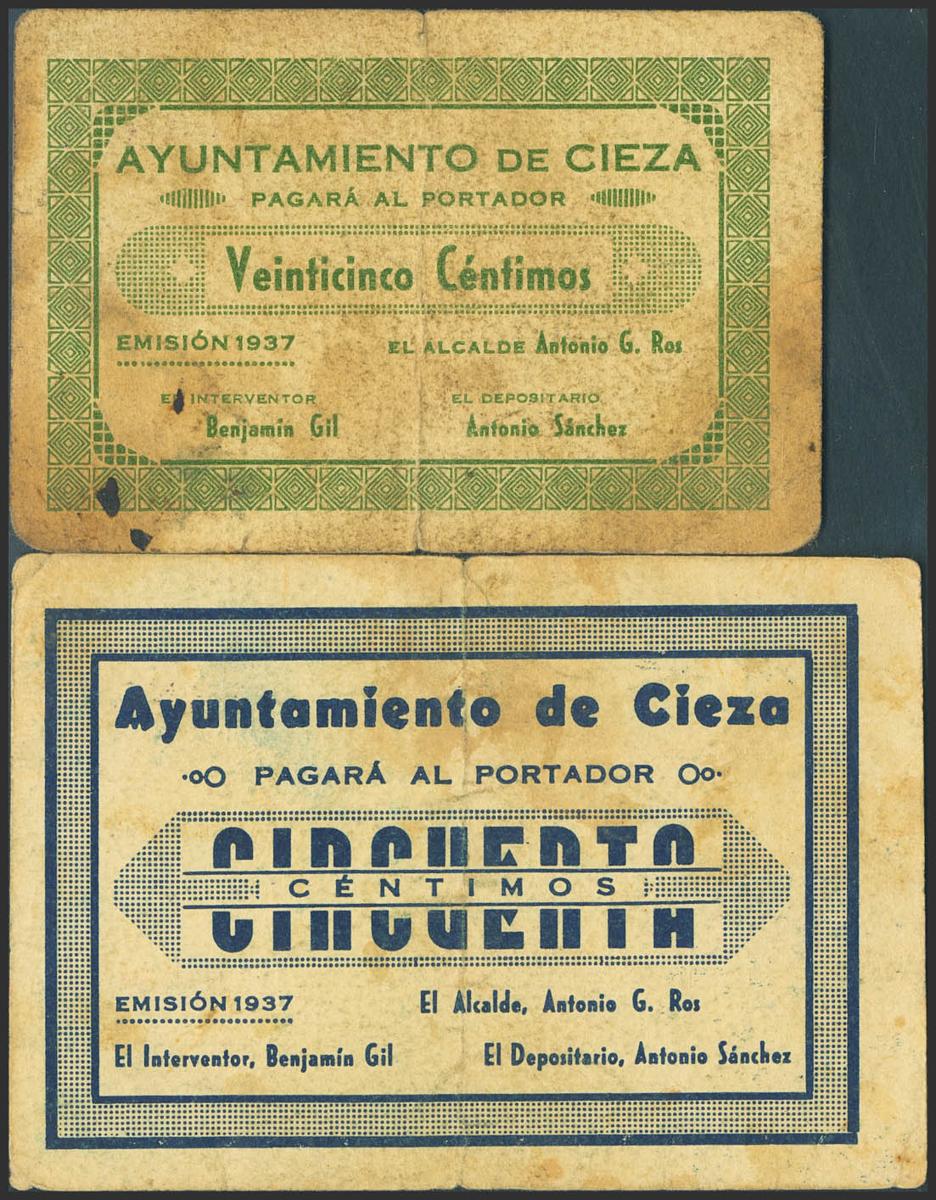 AYUNTAMIENTO DE CIEZA
PAGARÁ AL PORTADOR
Veinticinco Céntimos
EMISIÓN 1937
EL ALCALDE Antonio G. Ros
EL INTERVENTOR
Benjamín Gil
EL DEPOSITARIO
Antonio Sánchez
Ayuntamiento de Cieza
PAGARÁ AL PORTADOR
CINCUENTA
CÉNTIMOS
EMISIÓN 1937
El Alcalde, Antonio G. Ros
El Interventor, Benjamín Gil
El Depositario, Antonio Sánchez